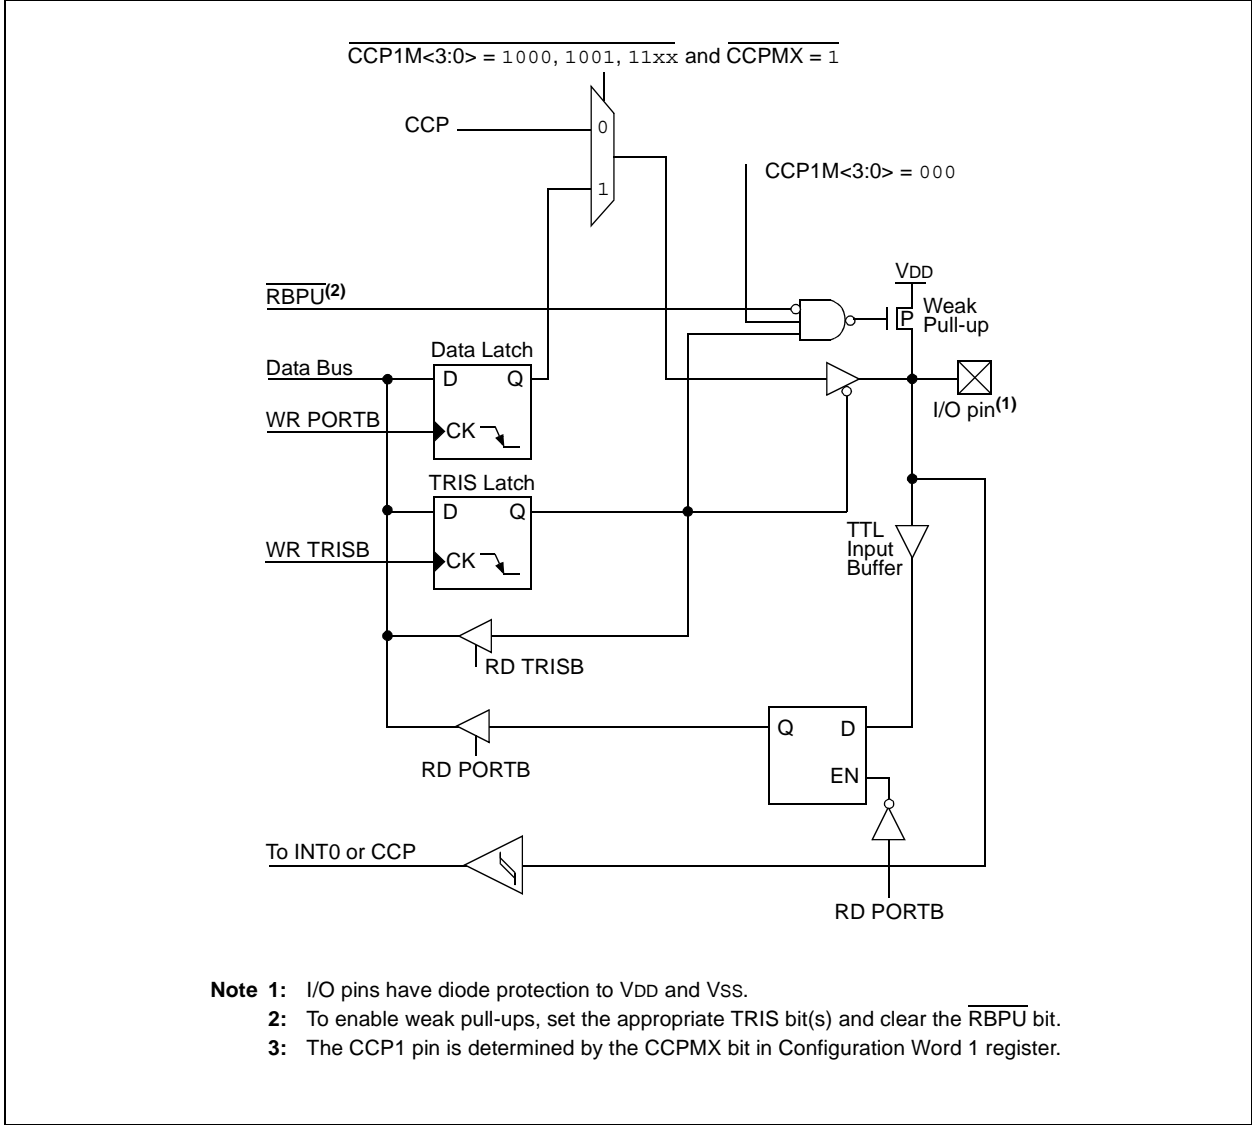 CCP1M<3:0> = 1000, 1001, 11xx and CCPMX = 1
CCP
0
1
CCP1M<3:0> = 000
VDD
RBPU(2)
P
Weak
Pull-up
Data Latch
Data Bus
D
Q
I/O pin(1)
WR PORTB
CK
TRIS Latch
D
Q
TTL
Input
Buffer
WR TRISB
CK
RD TRISB
Q
D
RD PORTB
EN
To INT0 or CCP
RD PORTB
Note 1: I/O pins have diode protection to VDD and VSS.
2: To enable weak pull-ups, set the appropriate TRIS bit(s) and clear the RBPU bit.
3: The CCP1 pin is determined by the CCPMX bit in Configuration Word 1 register.